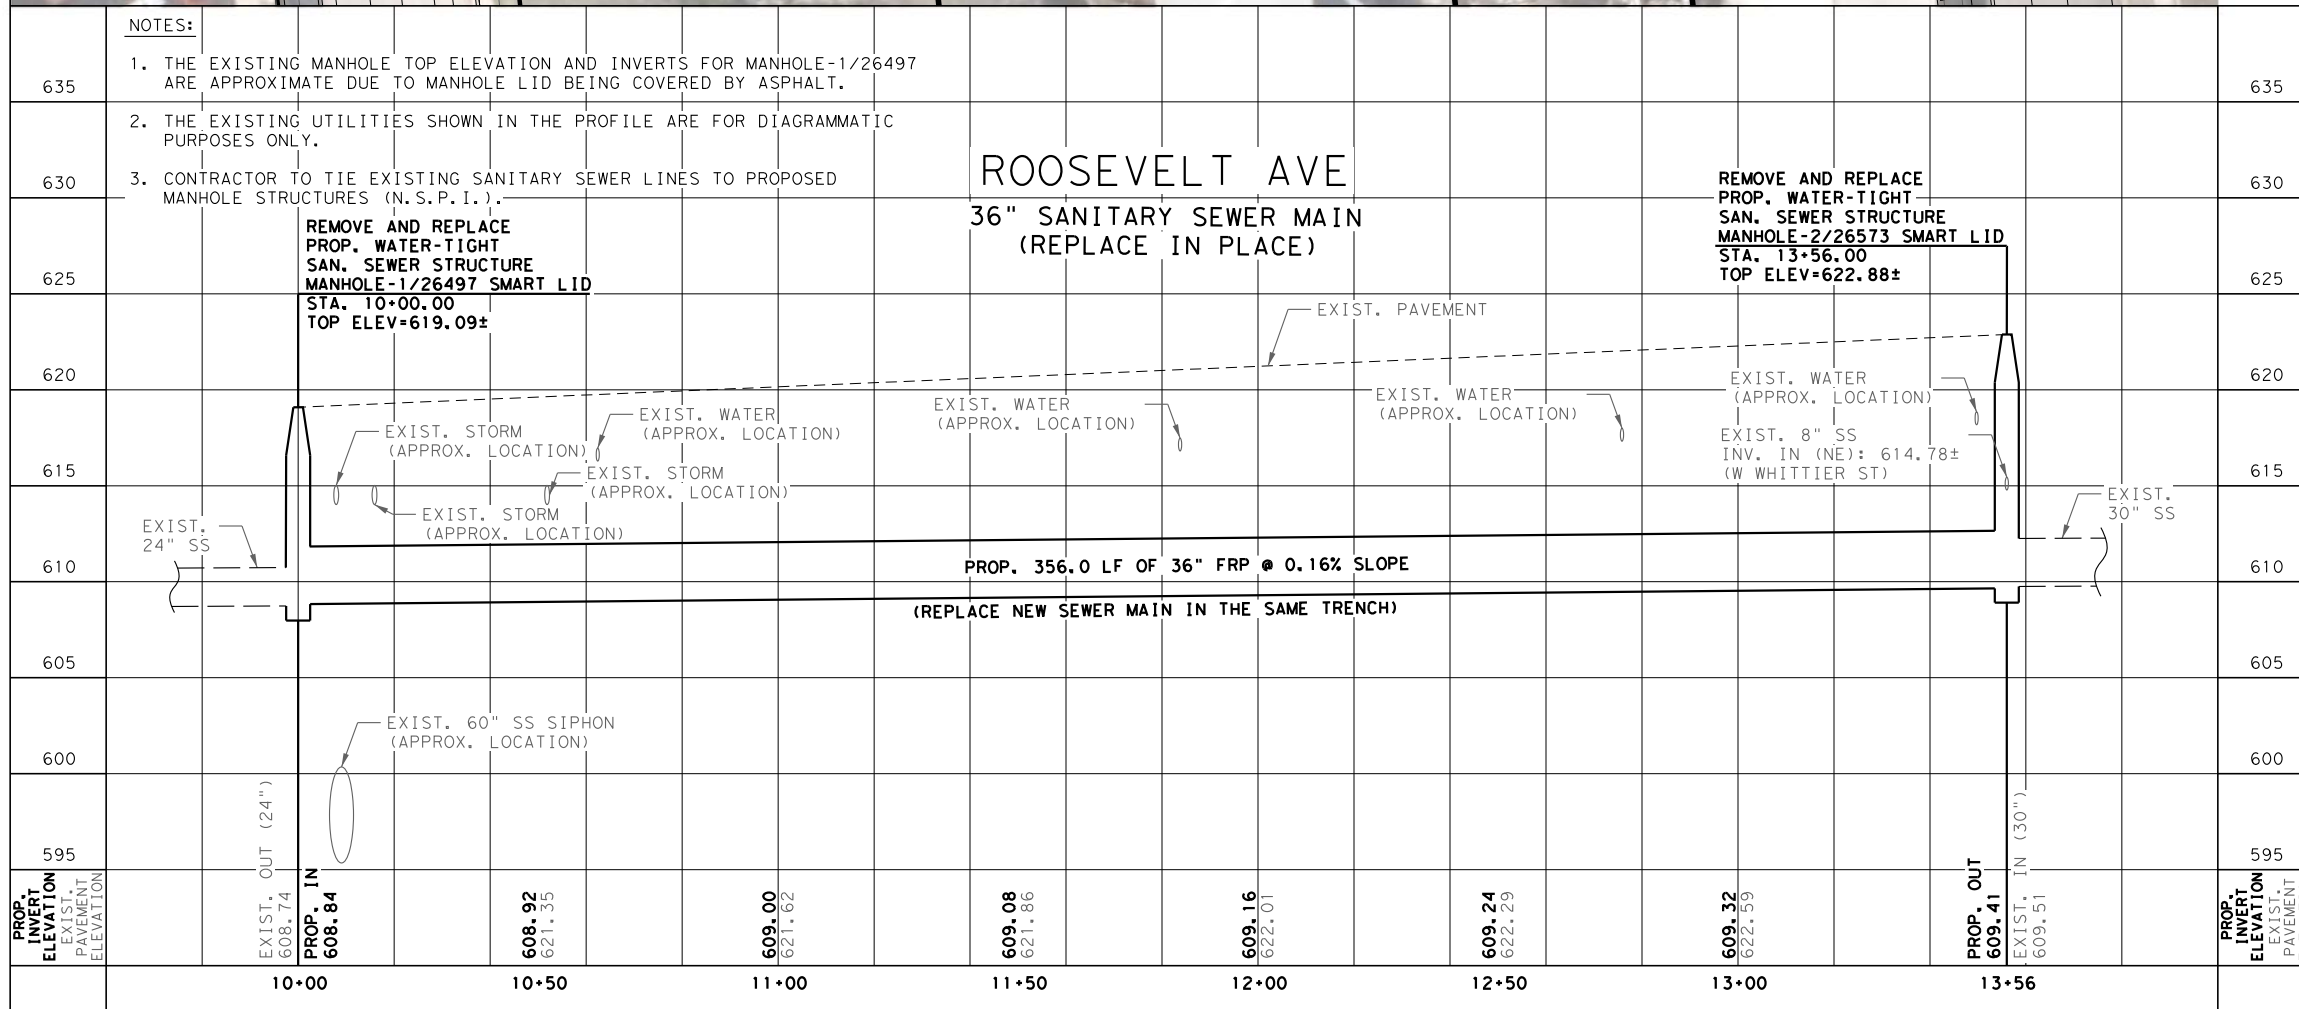 NOTES:
1. THE EXISTING MANHOLE TOP ELEVATION AND INVERTS FOR MANHOLE-1/26497
ARE APPROXIMATE DUE TO MANHOLE LID BEING COVERED BY ASPHALT.
2. THE EXISTING UTILITIES SHOWN IN THE PROFILE ARE FOR DIAGRAMMATIC
PURPOSES ONLY.
3. CONTRACTOR TO TIE EXISTING SANITARY SEWER LINES TO PROPOSED
MANHOLE STRUCTURES (N.S.P.I.).
ROOSEVELT AVE
36" SANITARY SEWER MAIN
(REPLACE IN PLACE)
REMOVE AND REPLACE
PROP. WATER-TIGHT
SAN. SEWER STRUCTURE
MANHOLE-1/26497 SMART LID
STA. 10+00.00
TOP ELEV=619.09±
REMOVE AND REPLACE
PROP. WATER-TIGHT
SAN. SEWER STRUCTURE
MANHOLE-2/26573 SMART LID
STA. 13+56.00
TOP ELEV=622.88±
EXIST. PAVEMENT
EXIST. STORM
(APPROX. LOCATION)
EXIST. WATER
(APPROX. LOCATION)
EXIST. STORM
(APPROX. LOCATION)
EXIST. STORM
(APPROX. LOCATION)
EXIST. WATER
(APPROX. LOCATION)
EXIST. WATER
(APPROX. LOCATION)
EXIST. WATER
(APPROX. LOCATION)
EXIST. 8" SS
INV. IN (NE): 614.78±
(W WHITTIER ST)
EXIST.
24" SS
EXIST.
30" SS
PROP. 356.0 LF OF 36" FRP @ 0.16% SLOPE
(REPLACE NEW SEWER MAIN IN THE SAME TRENCH)
EXIST. 60" SS SIPHON
(APPROX. LOCATION)
635
630
625
620
615
610
605
600
595
635
630
625
620
615
610
605
600
595
PROP.
INVERT
ELEVATION
EXIST.
PAVEMENT
ELEVATION
EXIST. OUT (24")
608.74
PROP. IN
608.84
608.92
621.35
609.00
621.62
609.08
621.86
609.16
622.01
609.24
622.29
609.32
622.59
PROP. OUT
609.41
EXIST. IN (30")
609.51
PROP.
INVERT
ELEVATION
EXIST.
PAVEMENT
10+00
10+50
11+00
11+50
12+00
12+50
13+00
13+56